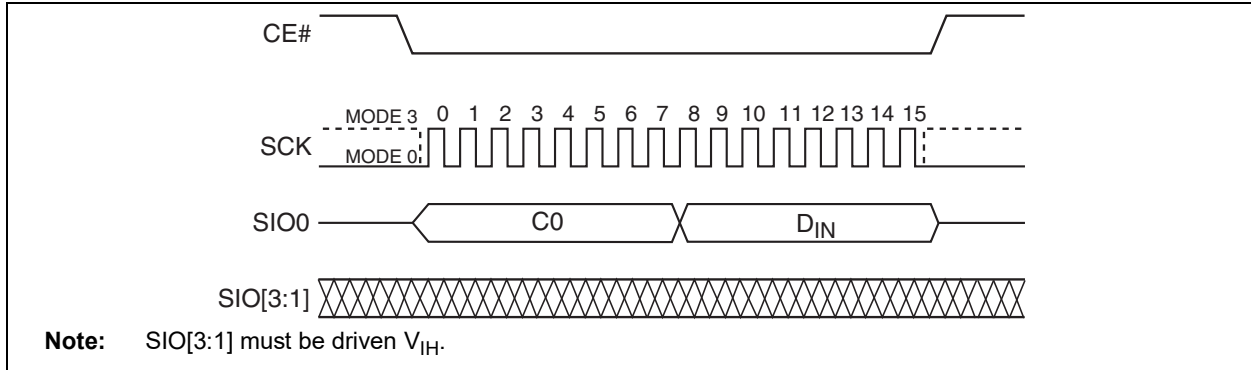 CE#
MODE 3 0 1 2 3 4 5 6 7 8 9 10 11 12 13 14 15
SCK
MODE 0
SIO0 C0 DIN
SIO[3:1]
Note: SIO[3:1] must be driven VIH.